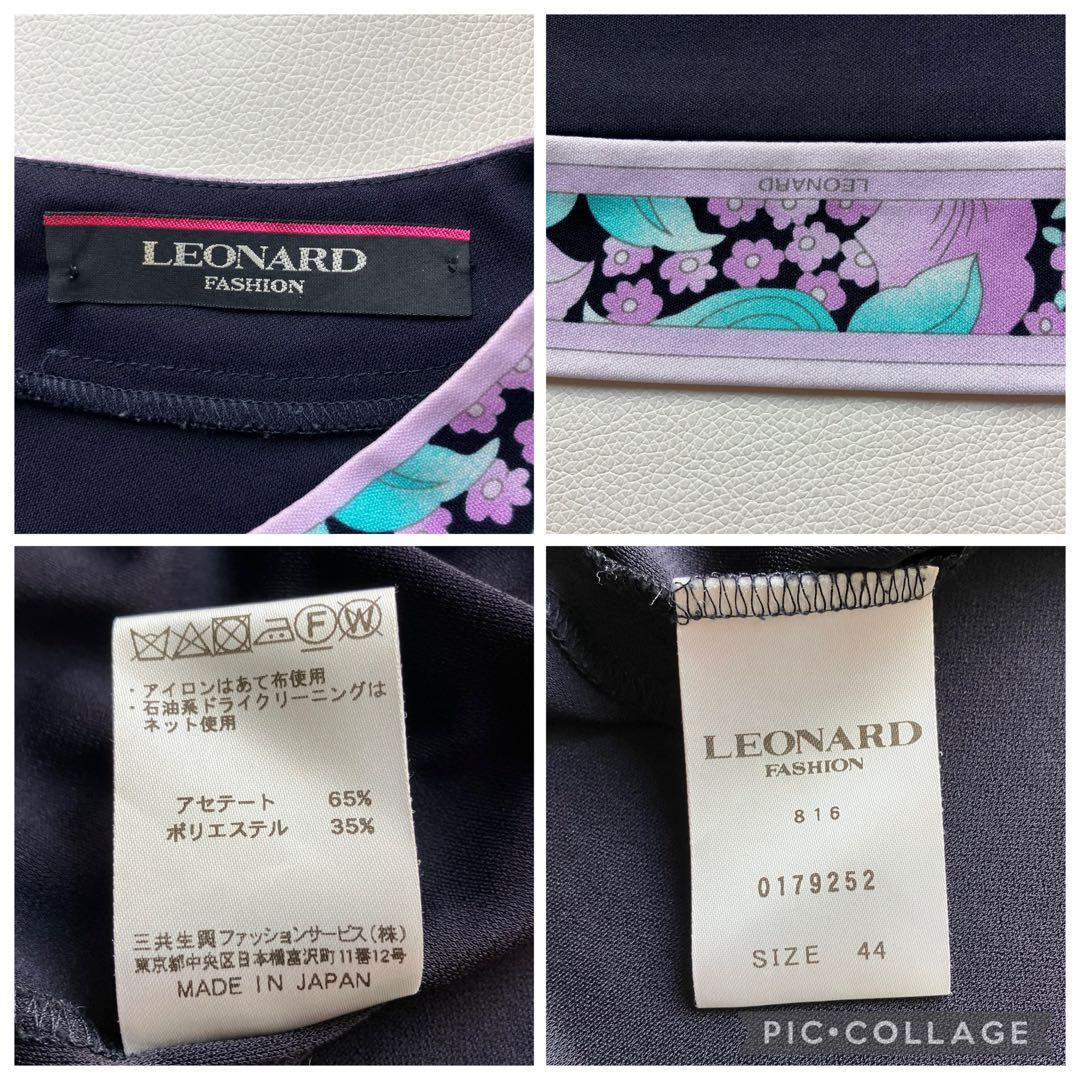 LEONARD
FASHION
LEONARD
F W
・アイロンはあて布使用
・石油系ドライクリーニングは
ネット使用
アセテート 65%
ポリエステル 35%
三共生興ファッションサービス(株)
東京都中央区日本橋富沢町11番12号
MADE IN JAPAN
LEONARD
FASHION
816
0179252
SIZE 44
PIC•COLLAGE